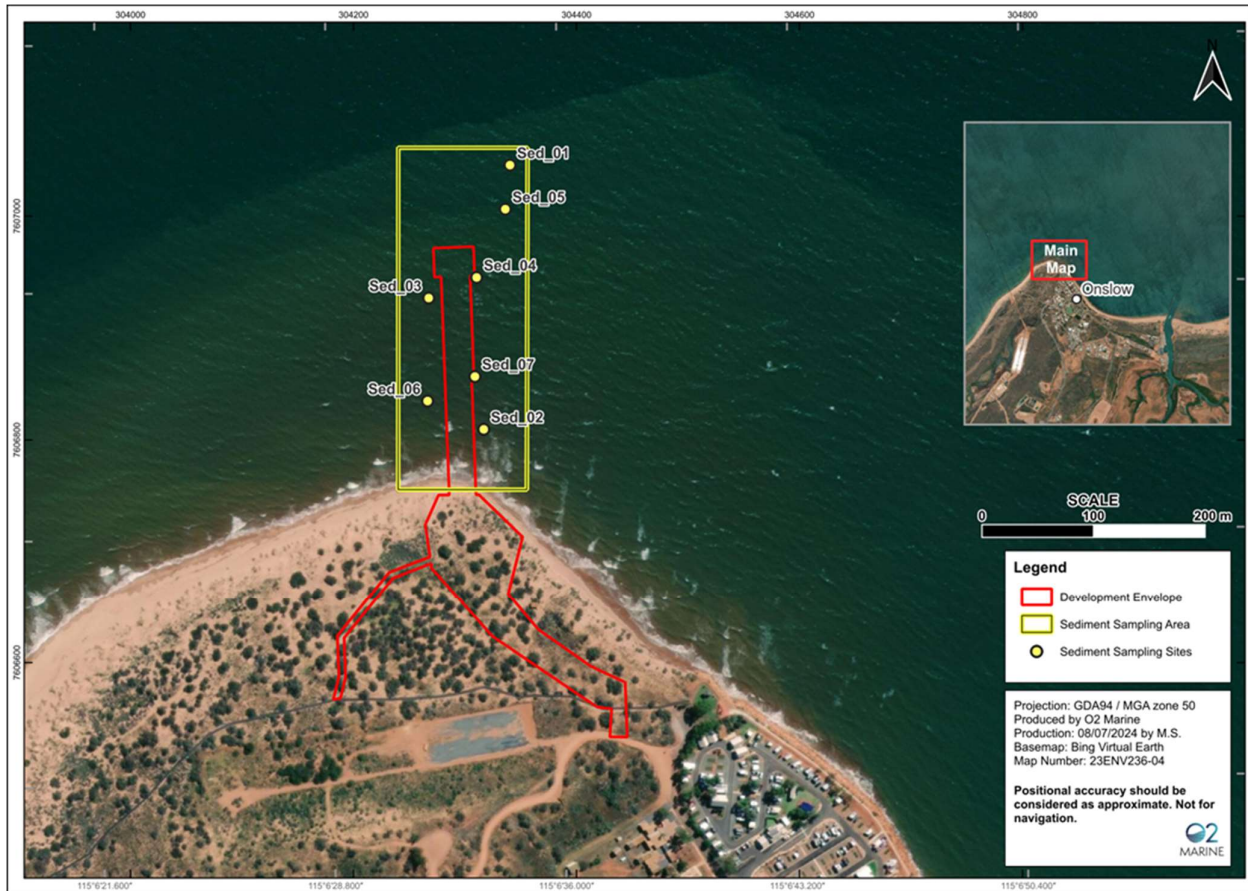 304000 304200 304400 304600 304800
N
Sed_01
Sed_05
7607000
Sed_04
Sed_03
Sed_07
Sed_06
Sed_02
7606800
7606600
Main
Map
Onslow
SCALE
0 100 200 m
Legend
Development Envelope
Sediment Sampling Area
Sediment Sampling Sites
Projection: GDA94 / MGA zone 50
Produced by O2 Marine
Production: 08/07/2024 by M.S.
Basemap: Bing Virtual Earth
Map Number: 23ENV236-04
Positional accuracy should be
considered as approximate. Not for
navigation.
O2
MARINE
115°6'21.600" 115°6'28.800" 115°6'36.000" 115°6'43.200" 115°6'50.400"